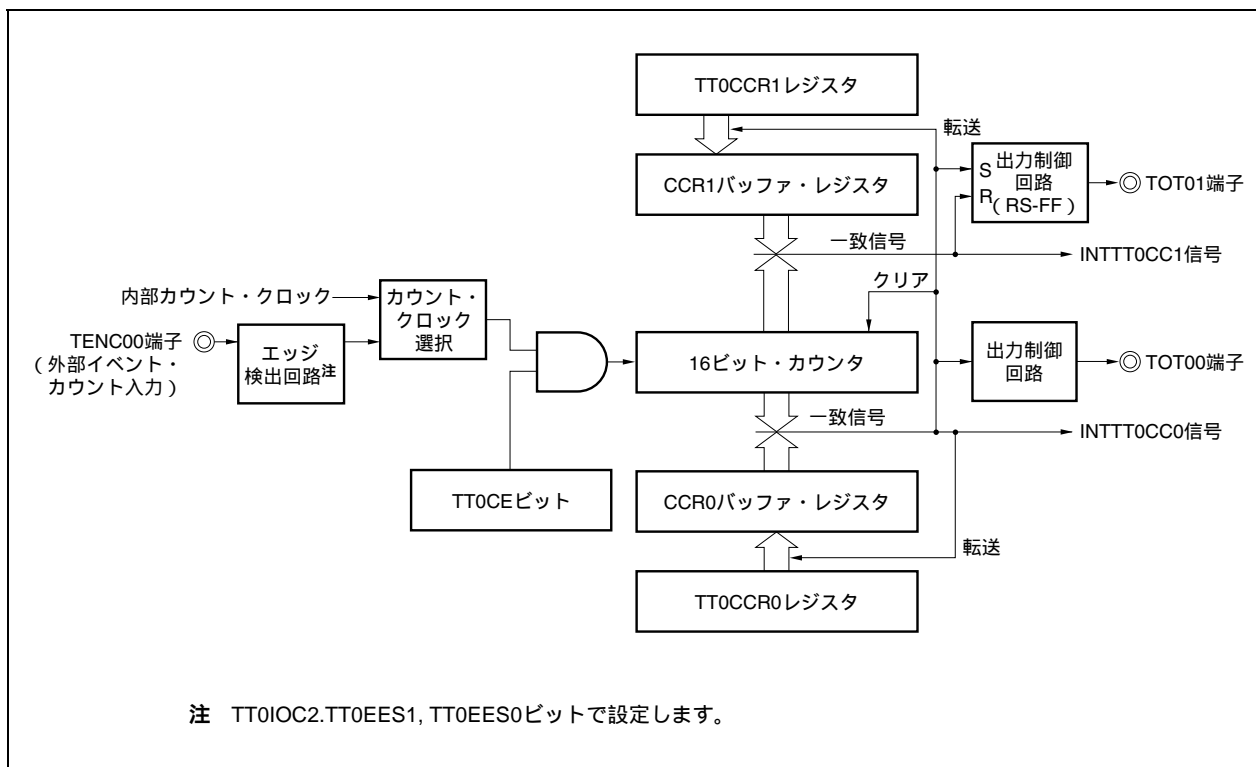 TT0CCR1レジスタ
転送
CCR1バッファ・レジスタ
S
R
出力制御
回路
（RS-FF）
TOT01端子
一致信号
INTTT0CC1信号
クリア
内部カウント・クロック
カウント・
クロック
選択
TENC00端子
（外部イベント・
カウント入力）
エッジ
検出回路注
16ビット・カウンタ
出力制御
回路
TOT00端子
一致信号
INTTT0CC0信号
TT0CEビット
CCR0バッファ・レジスタ
転送
TT0CCR0レジスタ
注 TT0IOC2.TT0EES1, TT0EES0ビットで設定します。